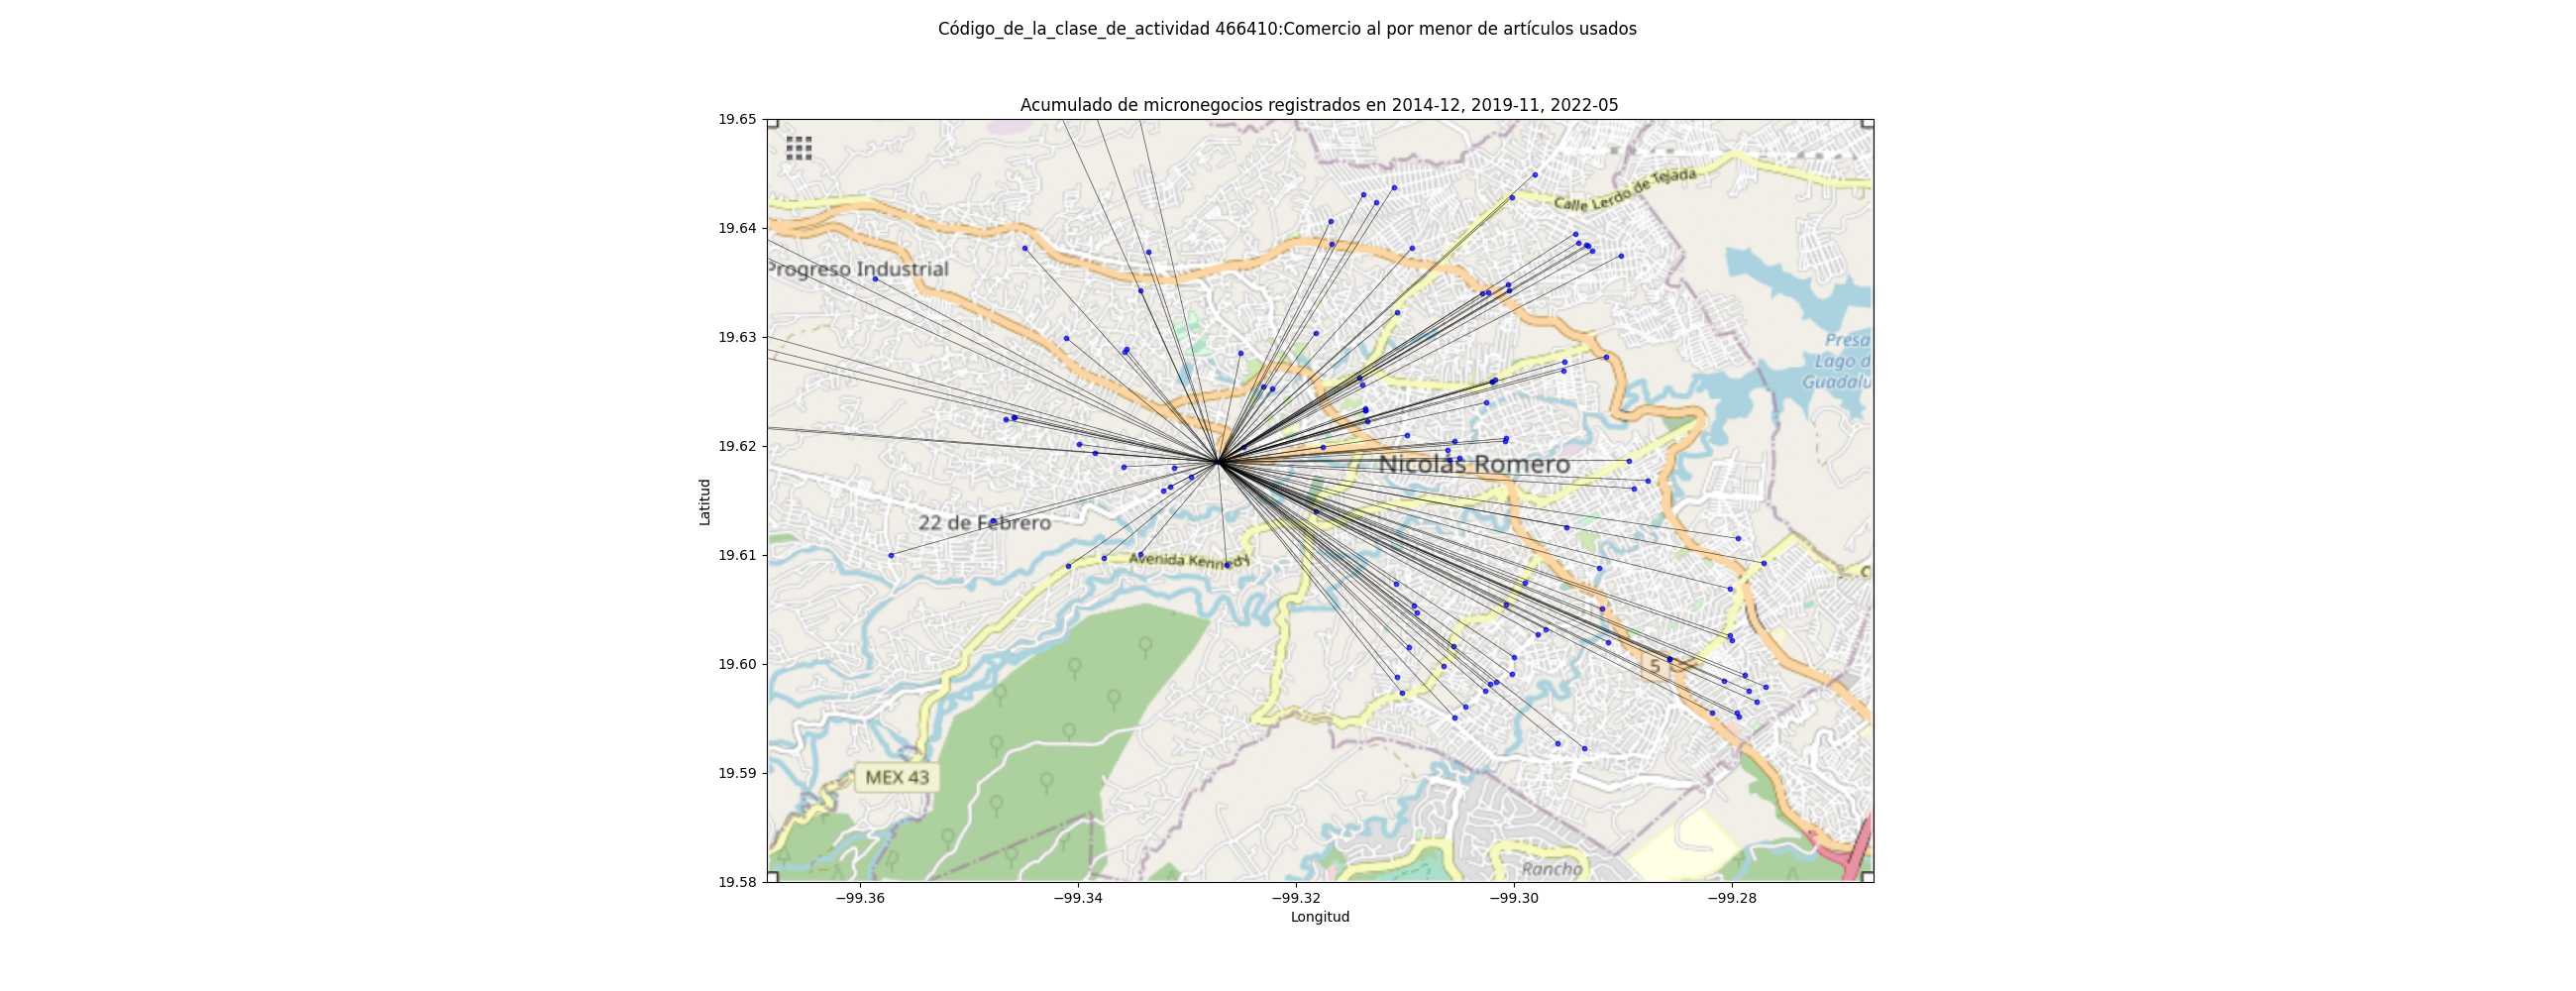 Código_de_la_clase_de_actividad 466410:Comercio al por menor de artículos usados
Acumulado de micronegocios registrados en 2014-12, 2019-11, 2022-05
19.65
19.64
19.63
19.62
19.61
19.60
19.59
19.58
Latitud
Calle Lerdo de Tejada
Progreso Industrial
Presa
Lago d
Guadalu
Nicolás Romero
22 de Febrero
Avenida Kennedy
C
5
MEX 43
Rancho
−99.36
−99.34
−99.32
−99.30
−99.28
Longitud